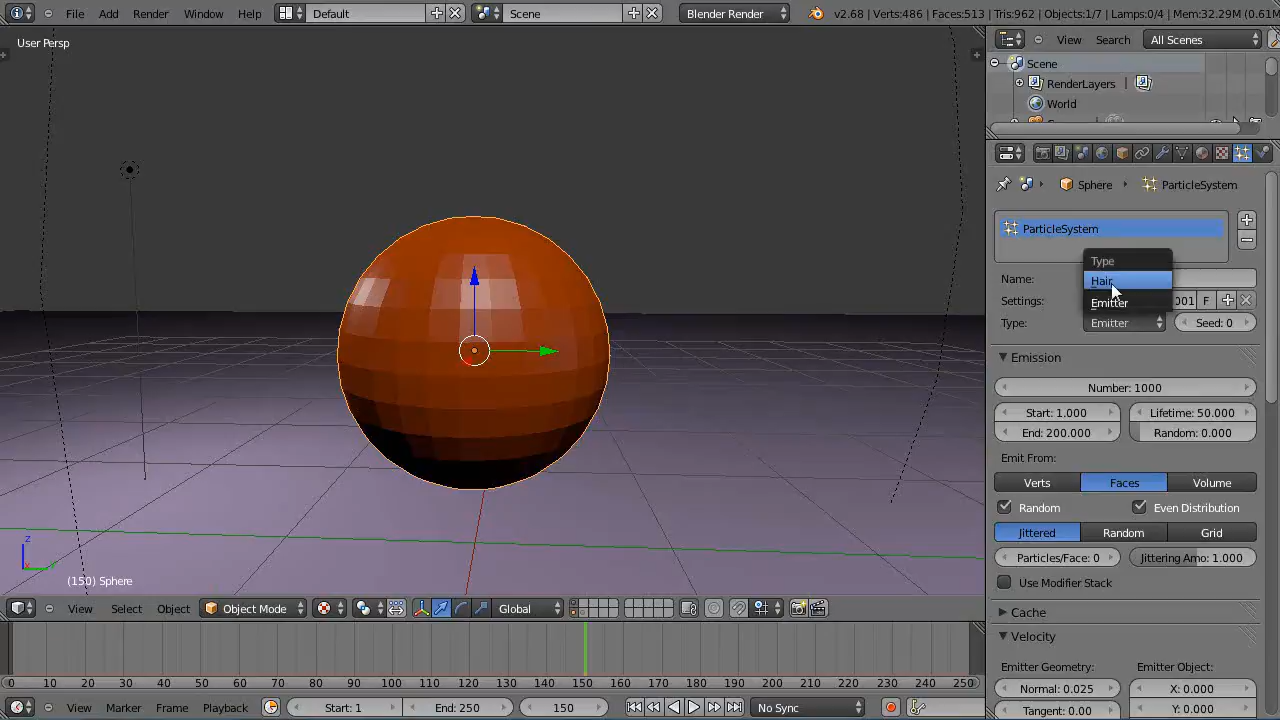 File Add Render Window Help Default Scene Blender Render v2.68 | Verts:486 | Faces:513 | Tris:962 | Objects:1/7 | Lamps:0/4 | Mem:32.29M (0.61M
User Persp
View Search All Scenes
Scene
RenderLayers |
World
Sphere ParticleSystem
ParticleSystem
Type
Name: Hair
Settings: Emitter 001 F
Type: Emitter Seed: 0
Emission
Number: 1000
Start: 1.000 Lifetime: 50.000
End: 200.000 Random: 0.000
Emit From:
Verts Faces Volume
Random Even Distribution
Jittered Random Grid
Particles/Face: 0 Jittering Amo: 1.000
Use Modifier Stack
Cache
Velocity
Emitter Geometry: Emitter Object:
Normal: 0.025 X: 0.000
Tangent: 0.00 Y: 0.000
z
(150) Sphere
View Select Object Object Mode Global
0 10 20 30 40 50 60 70 80 90 100 110 120 130 140 150 160 170 180 190 200 210 220 230 240 250
View Marker Frame Playback Start: 1 End: 250 150 No Sync